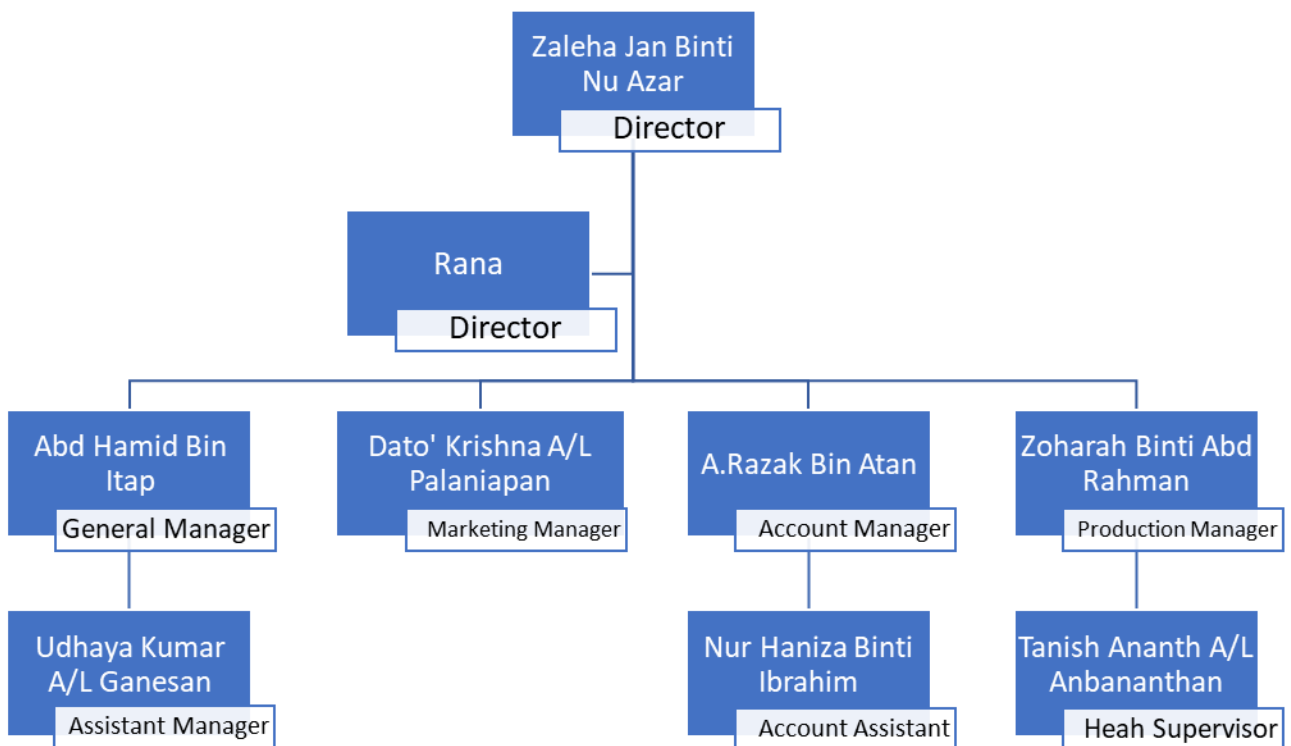 Zaleha Jan Binti
Nu Azar
Director
Rana
Director
Abd Hamid Bin
Itap
General Manager
Dato' Krishna A/L
Palaniapan
Marketing Manager
A.Razak Bin Atan
Account Manager
Zoharah Binti Abd
Rahman
Production Manager
Udhaya Kumar
A/L Ganesan
Assistant Manager
Nur Haniza Binti
Ibrahim
Account Assistant
Tanish Ananth A/L
Anbananthan
Heah Supervisor